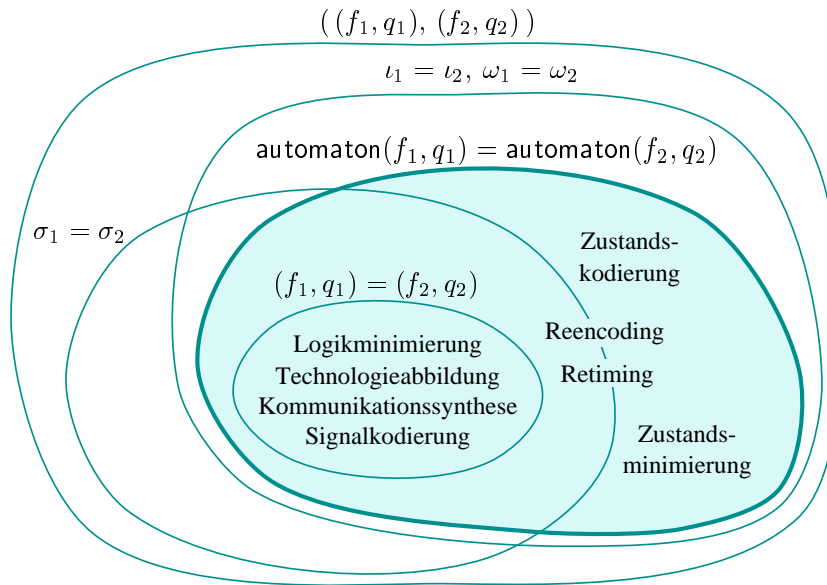 ( (f₁, q₁), (f₂, q₂) )
ι₁ = ι₂, ω₁ = ω₂
automaton(f₁, q₁) = automaton(f₂, q₂)
σ₁ = σ₂
Zustands-
kodierung
(f₁, q₁) = (f₂, q₂)
Reencoding
Logikminimierung
Retiming
Technologieabbildung
Kommunikationssynthese
Signalkodierung
Zustands-
minimierung